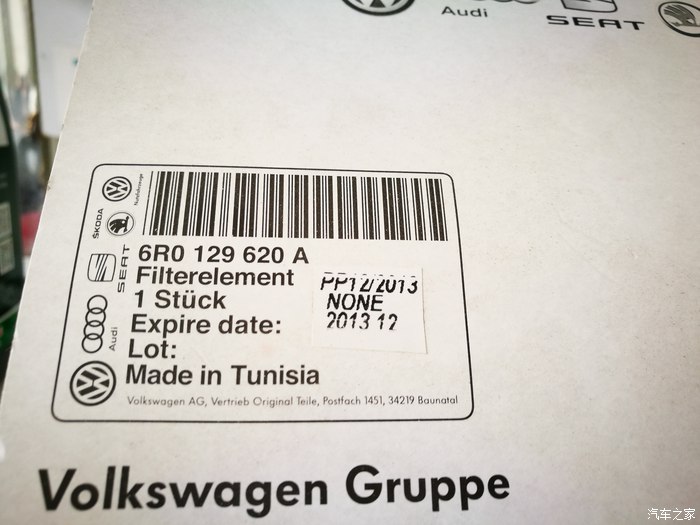 Audi
SEAT
Nutzfahrzeuge
ŠKODA
SEAT
Audi
6R0 129 620 A
Filterelement
1 Stück
Expire date:
Lot:
Made in Tunisia
PP12/2013
NONE
2013 12
Volkswagen AG, Vertrieb Original Teile, Postfach 1451, 34219 Baunatal
Volkswagen Gruppe
汽车之家